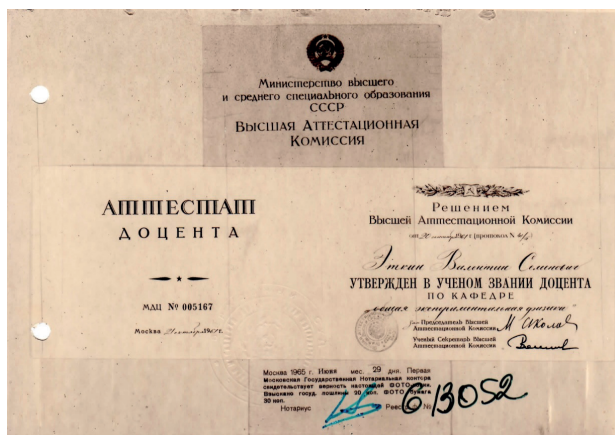 Министерство высшего
и среднего специального образования
СССР
Высшая Аттестационная
Комиссия
Аттестат
доцента
МДЦ № 005167
Москва
Решением
Высшей Аттестационной Комиссии
от (протокол N
Эткин Валентин Семенович
УТВЕРЖДЕН В УЧЕНОМ ЗВАНИИ ДОЦЕНТА
ПО КАФЕДРЕ
„общая экспериментальная физика"
Председатель Высшей
Аттестационной Комиссии
Ученый Секретарь Высшей
Аттестационной Комиссии
Москва 1965 г. Июня мес. 29 дня. Первая
Московская Государственная Нотариальная контора
свидетельствует верность настоящей ФОТО
Взыскано госуд. пошлины 30 коп. ФОТО бумага
30 коп.
Нотариус № 613052